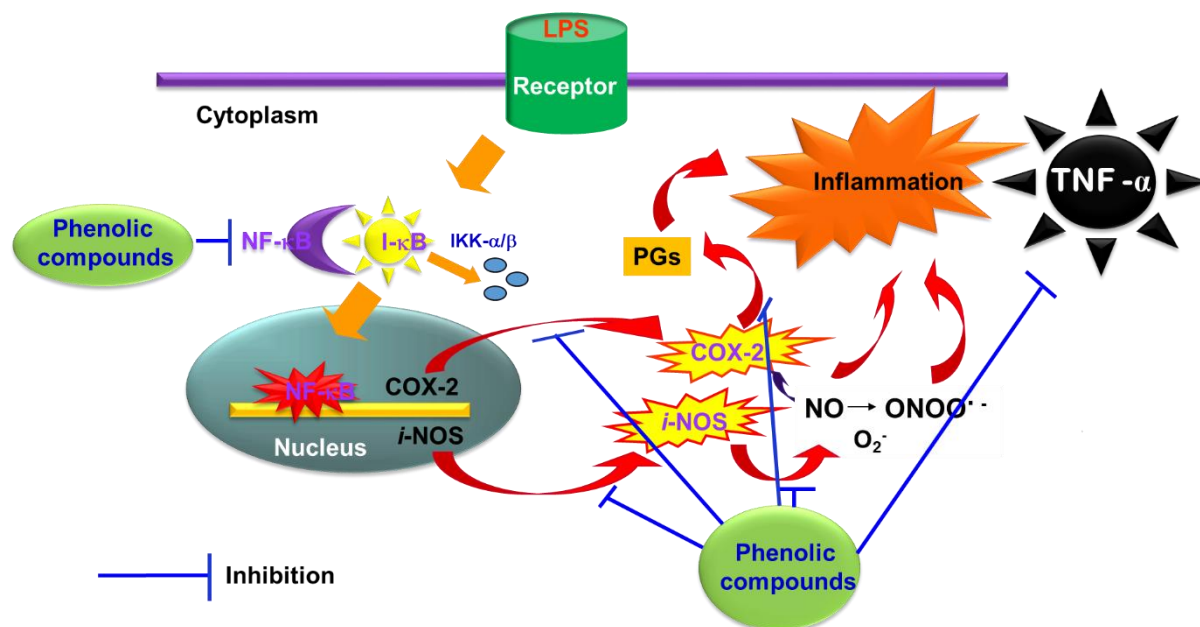 LPS
Receptor
Cytoplasm
Inflammation
TNF -α
Phenolic
compounds
NF-κB
I-κB
IKK-α/β
PGs
COX-2
NF-κB
COX-2
i-NOS
Nucleus
i-NOS
NO → ONOO·-
O₂⁻
Phenolic
compounds
Inhibition